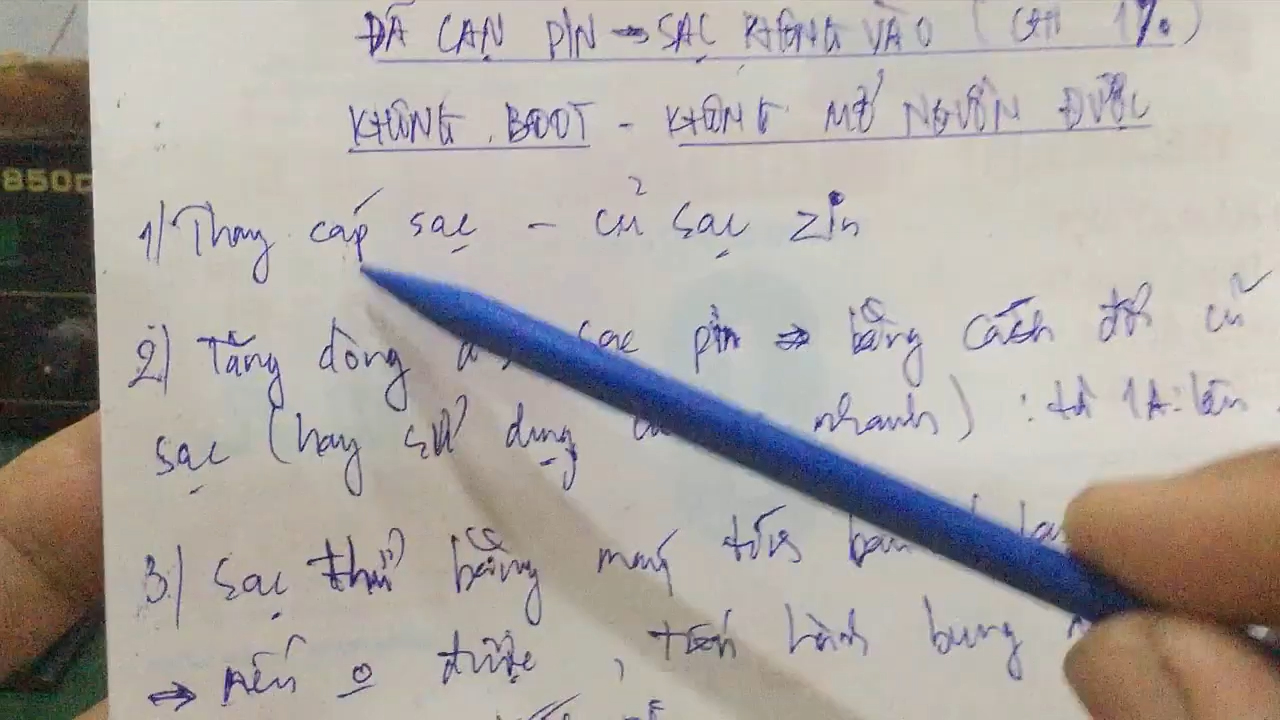 ĐÃ CẠN PIN → SẠC KHÔNG VÀO ( 1%)
KHÔNG BOOT - KHÔNG MỞ NGUỒN ĐƯỢC
850
1) Thay cáp sạc - củ sạc zin
2) Tăng dòng sạc pin ⇒ bằng cách đổi củ
sạc (hay sử dụng nhanh) : từ 1A lên
3) Sạc thử bằng máy
⇒ nếu o được, tiến hành bung